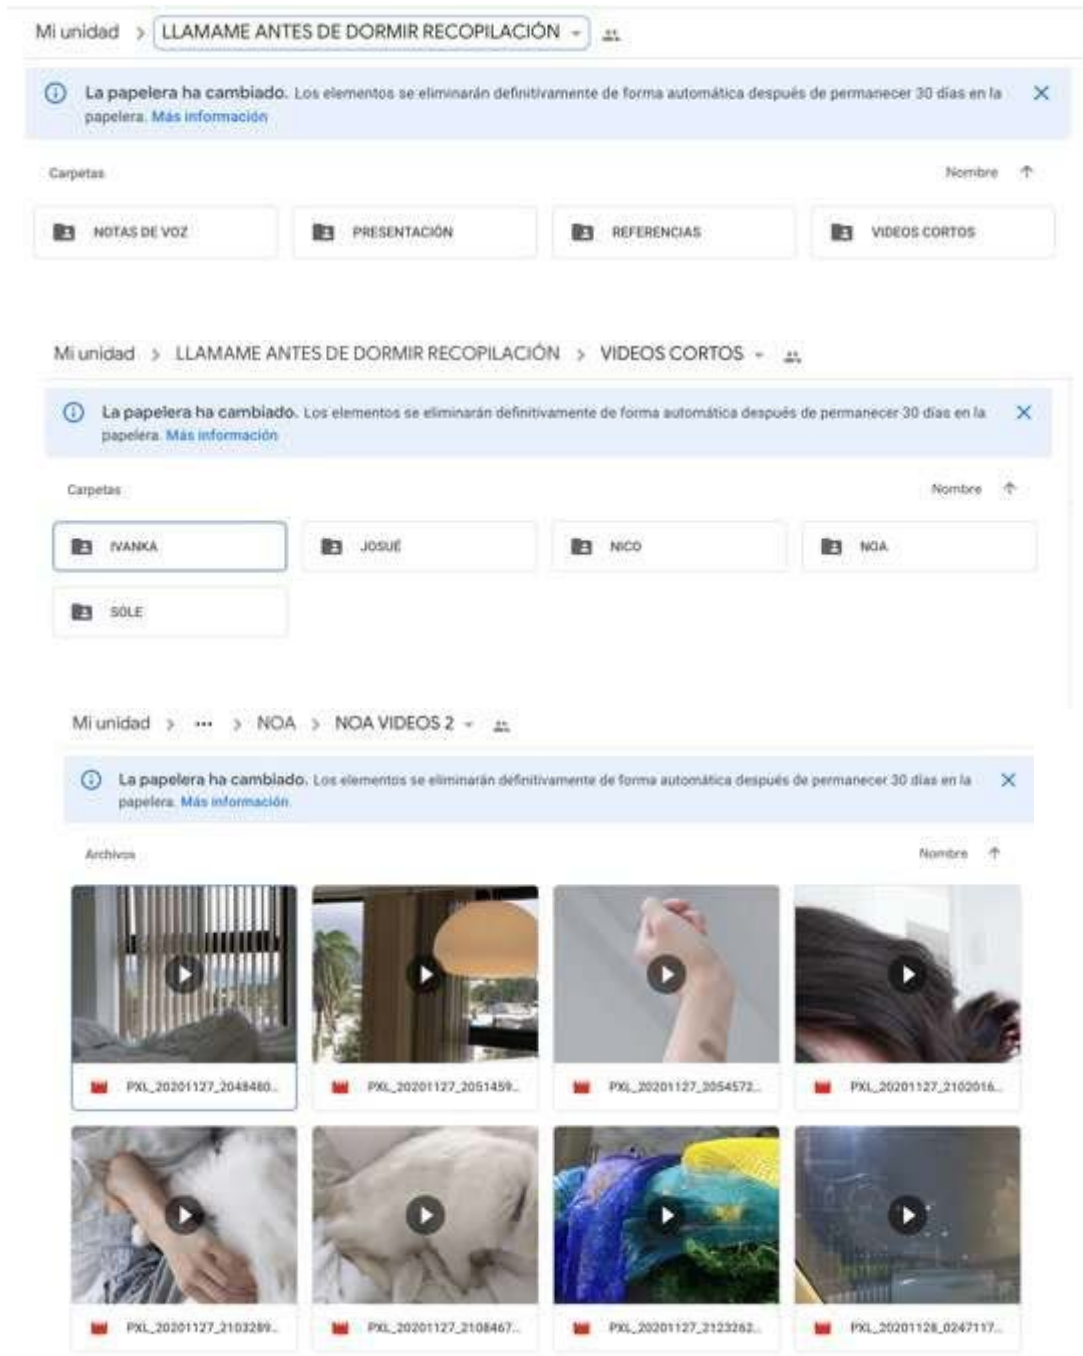 Mi unidad > LLAMAME ANTES DE DORMIR RECOPILACIÓN
La papelera ha cambiado. Los elementos se eliminarán definitivamente de forma automática después de permanecer 30 días en la
papelera. Más información
Carpetas Nombre
NOTAS DE VOZ PRESENTACIÓN REFERENCIAS VIDEOS CORTOS
Mi unidad > LLAMAME ANTES DE DORMIR RECOPILACIÓN > VIDEOS CORTOS
La papelera ha cambiado. Los elementos se eliminarán definitivamente de forma automática después de permanecer 30 días en la
papelera. Más información
Carpetas Nombre
IVANKA JOSUÉ NICO NOA
SOLE
Mi unidad > ... > NOA > NOA VIDEOS 2
La papelera ha cambiado. Los elementos se eliminarán definitivamente de forma automática después de permanecer 30 días en la
papelera. Más información
Archivos Nombre
PXL_20201127_2048480... PXL_20201127_2051459... PXL_20201127_2054572... PXL_20201127_2102016...
PXL_20201127_2103289... PXL_20201127_2108467... PXL_20201127_2123262... PXL_20201128_0247117...